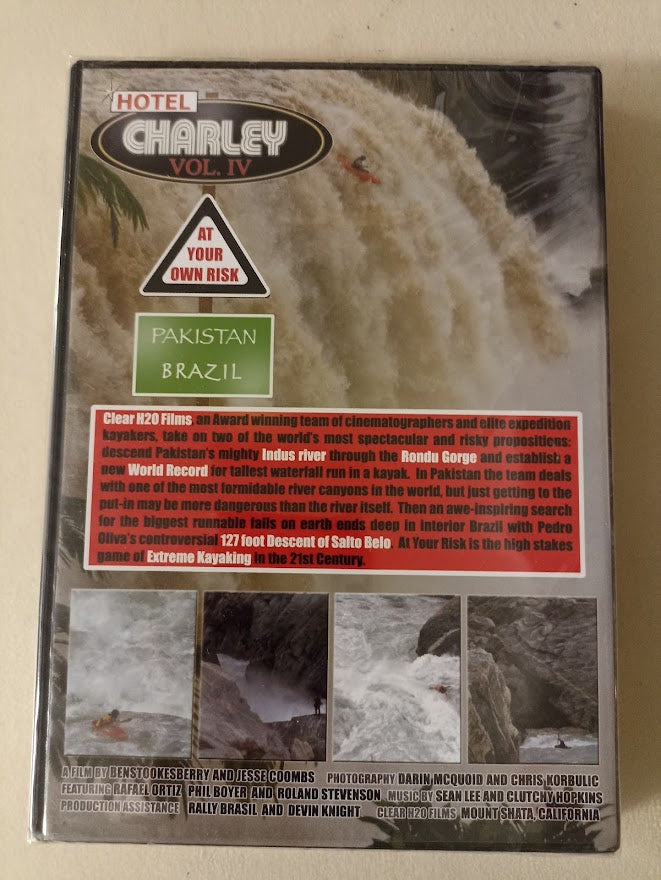 HOTEL
CHARLEY
VOL. IV
AT
YOUR
OWN RISK
PAKISTAN
BRAZIL
Clear H2O Films an Award winning team of cinematographers and elite expedition
kayakers, take on two of the world's most spectacular and risky propositions:
descend Pakistan's mighty Indus river through the Rondu Gorge and establish a
new World Record for tallest waterfall run in a kayak. In Pakistan the team deals
with one of the most formidable river canyons in the world, but just getting to the
put-in may be more dangerous than the river itself. Then an awe-inspiring search
for the biggest runnable falls on earth ends deep in interior Brazil with Pedro
Oliva's controversial 127 foot Descent of Salto Belo. At Your Risk is the high stakes
game of Extreme Kayaking in the 21st Century.
A FILM BY BENSTOOKESBERRY AND JESSE COOMBS PHOTOGRAPHY DARIN MCQUOID AND CHRIS KORBULIC
FEATURING RAFAEL ORTIZ PHIL BOYER AND ROLAND STEVENSON MUSIC BY SEAN LEE AND CLUTCHY HOPKINS
PRODUCTION ASSISTANCE RALLY BRASIL AND DEVIN KNIGHT CLEAR H2O FILMS MOUNT SHATA, CALIFORNIA